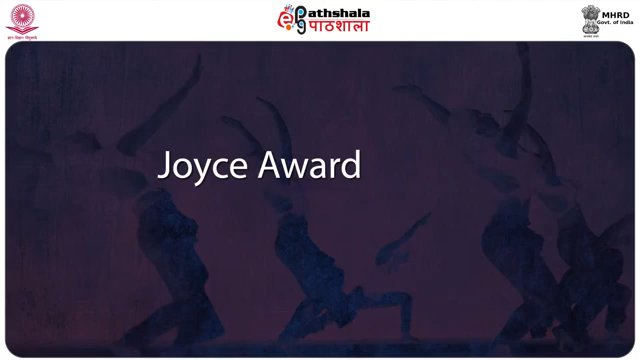 ePathshala
पाठशाला
MHRD
Govt. of India
Joyce Award